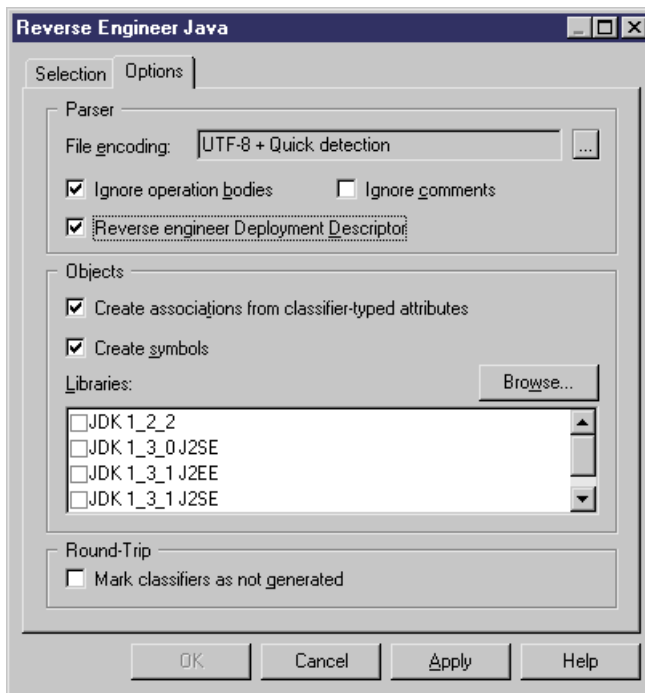 Reverse Engineer Java
Selection Options
Parser
File encoding: UTF-8 + Quick detection ...
Ignore operation bodies Ignore comments
Reverse engineer Deployment Descriptor
Objects
Create associations from classifier-typed attributes
Create symbols
Libraries: Browse...
JDK 1_2_2
JDK 1_3_0 J2SE
JDK 1_3_1 J2EE
JDK 1_3_1 J2SE
Round-Trip
Mark classifiers as not generated
OK Cancel Apply Help